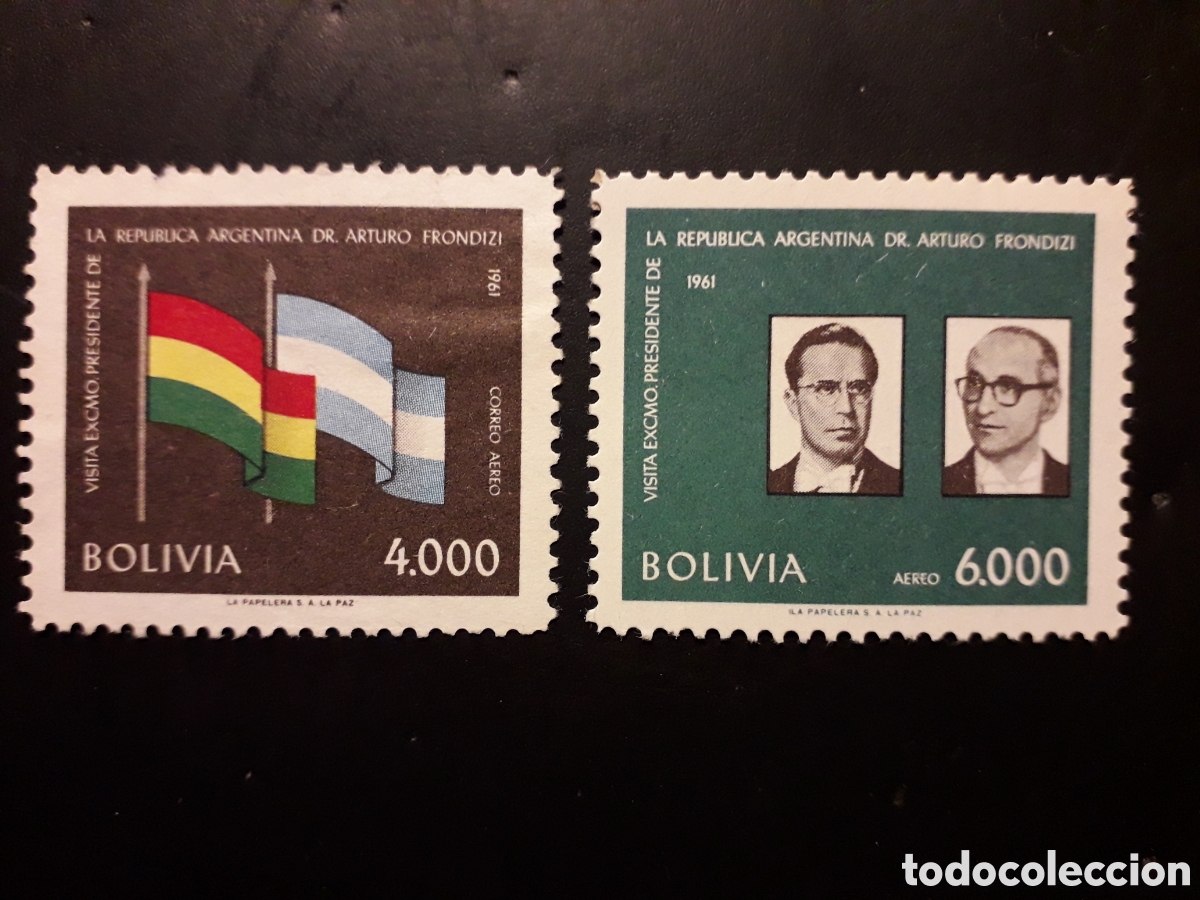 VISITA EXCMO. PRESIDENTE DE
LA REPUBLICA ARGENTINA DR. ARTURO FRONDIZI
1961
CORREO AEREO
BOLIVIA
4.000
LA PAPELERA S. A. LA PAZ
VISITA EXCMO. PRESIDENTE DE
LA REPUBLICA ARGENTINA DR. ARTURO FRONDIZI
1961
BOLIVIA
AEREO 6.000
LA PAPELERA S. A. LA PAZ
todocoleccion